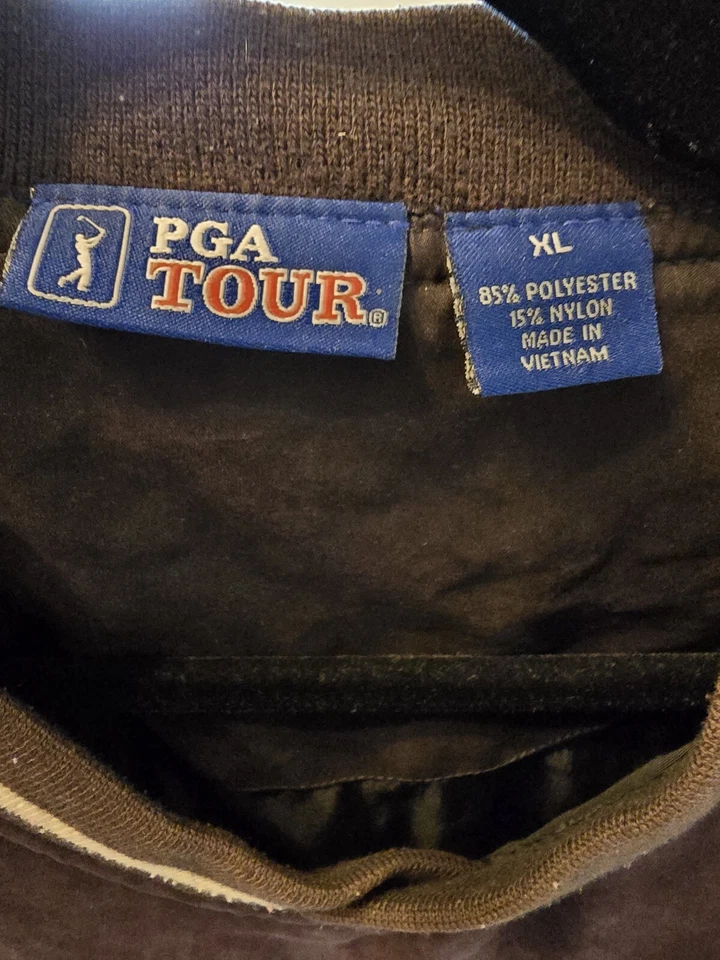 PGA
TOUR®
XL
85% POLYESTER
15% NYLON
MADE IN
VIETNAM